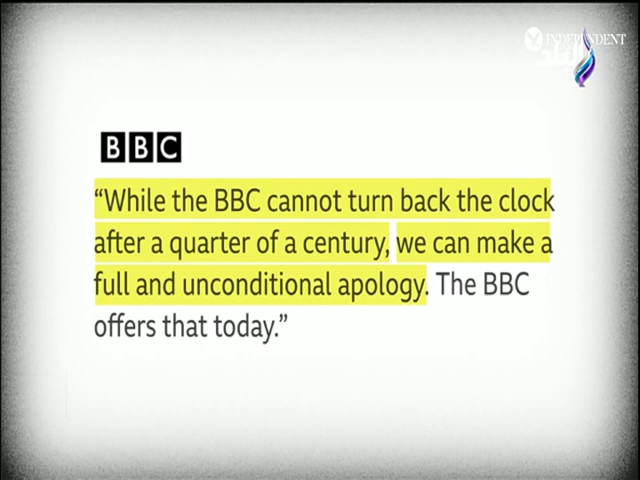 INDEPENDENT
BBC
“While the BBC cannot turn back the clock
after a quarter of a century, we can make a
full and unconditional apology. The BBC
offers that today.”